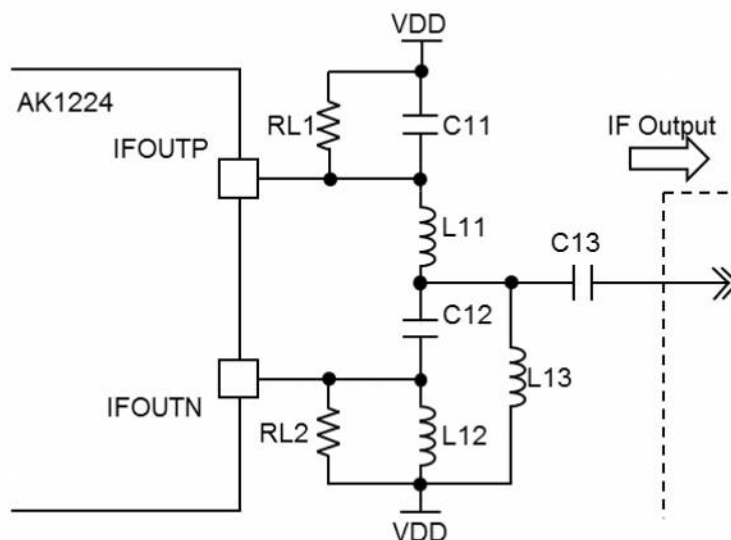 VDD
AK1224
RL1
C11
IF Output
IFOUTP
L11
C13
C12
L13
IFOUTN
RL2
L12
VDD